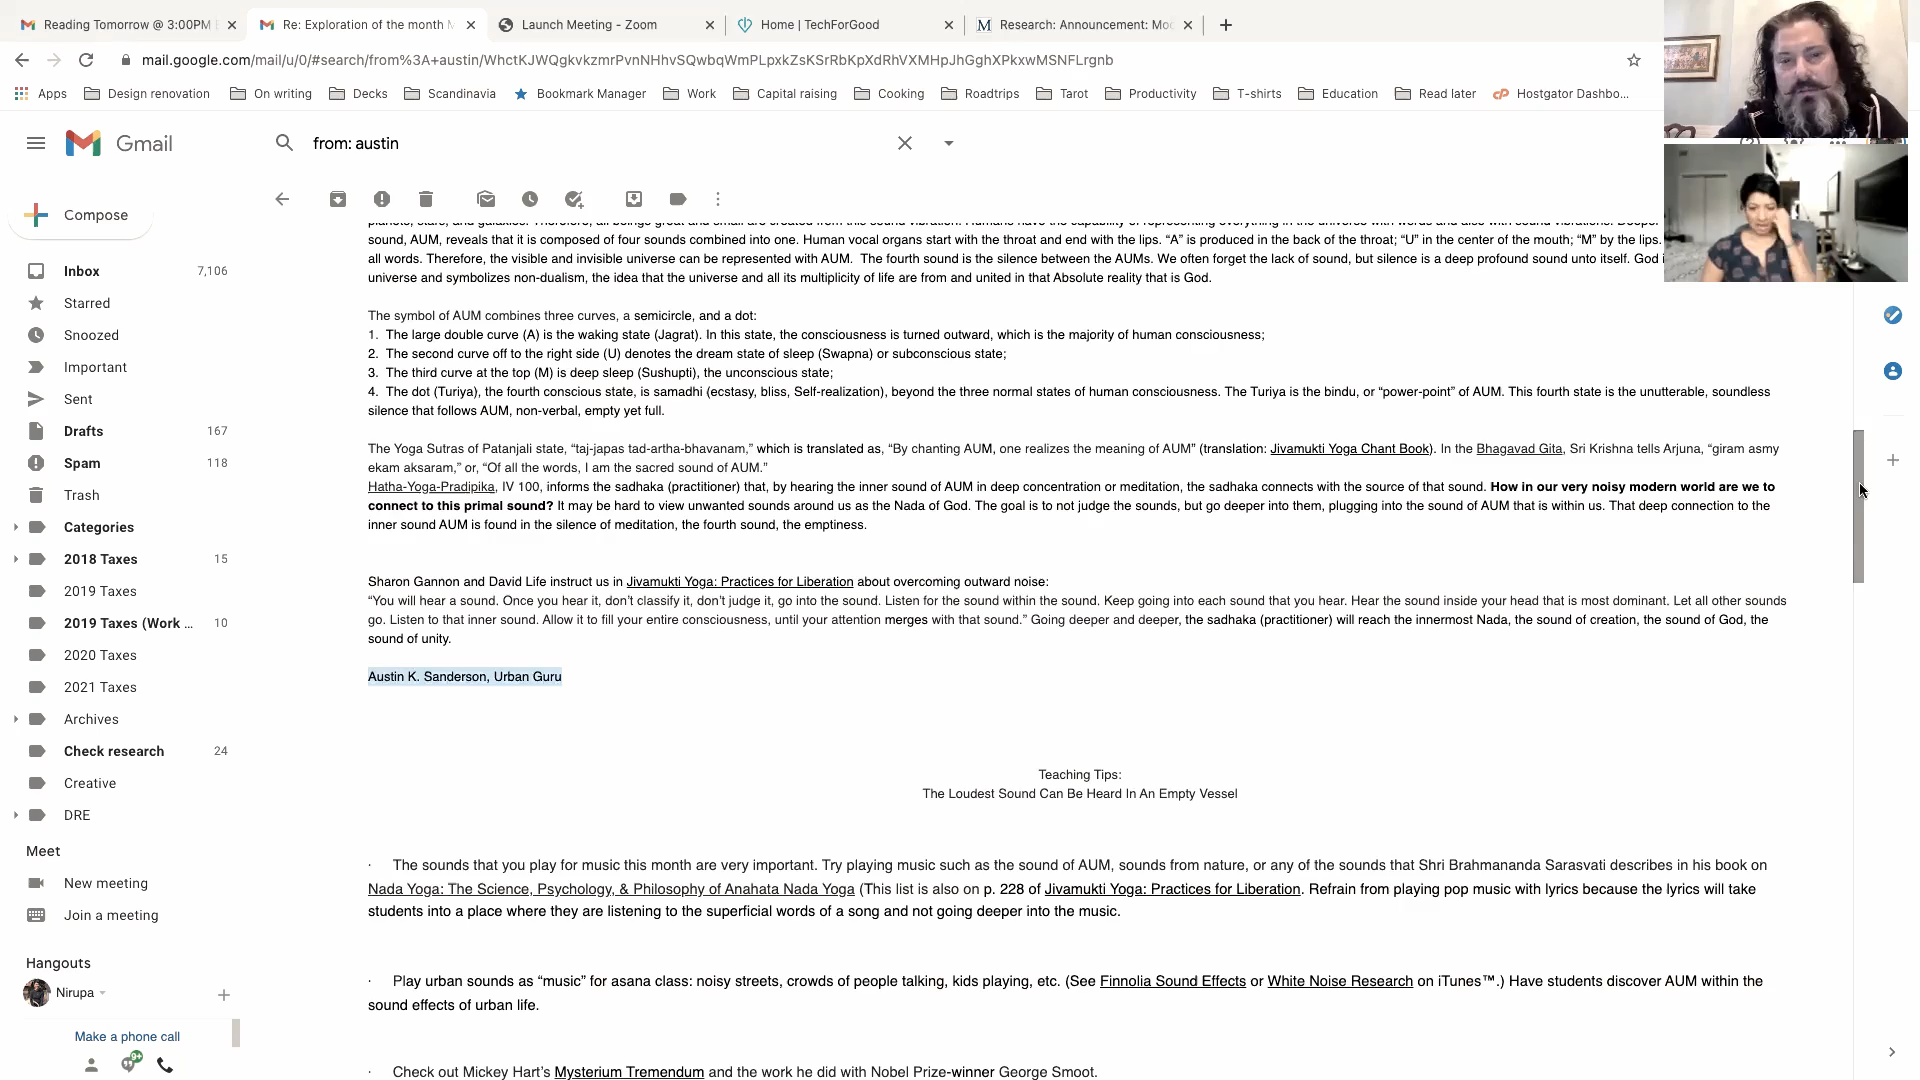 Reading Tomorrow @ 3:00PM E
Re: Exploration of the month M
Launch Meeting - Zoom
Home | TechForGood
Research: Announcement: Moo
mail.google.com/mail/u/0/#search/from%3A+austin/WhctKJWQgkvkzmrPvnNHhvSQwbqWmPLpxkZsKSrRbKpXdRhVXMHpJhGghXPkxwMSNFLrgnb
Apps Design renovation On writing Decks Scandinavia Bookmark Manager Work Capital raising Cooking Roadtrips Tarot Productivity T-shirts Education Read later Hostgator Dashbo...
Gmail
from: austin
Compose
Inbox 7,106
Starred
Snoozed
Important
Sent
Drafts 167
Spam 118
Trash
Categories
2018 Taxes 15
2019 Taxes
2019 Taxes (Work ... 10
2020 Taxes
2021 Taxes
Archives
Check research 24
Creative
DRE
Meet
New meeting
Join a meeting
Hangouts
Nirupa
Make a phone call
9+
sound, AUM, reveals that it is composed of four sounds combined into one. Human vocal organs start with the throat and end with the lips. “A” is produced in the back of the throat; “U” in the center of the mouth; “M” by the lips.
all words. Therefore, the visible and invisible universe can be represented with AUM.  The fourth sound is the silence between the AUMs. We often forget the lack of sound, but silence is a deep profound sound unto itself. God
universe and symbolizes non-dualism, the idea that the universe and all its multiplicity of life are from and united in that Absolute reality that is God.
The symbol of AUM combines three curves, a semicircle, and a dot:
1.  The large double curve (A) is the waking state (Jagrat). In this state, the consciousness is turned outward, which is the majority of human consciousness;
2.  The second curve off to the right side (U) denotes the dream state of sleep (Swapna) or subconscious state;
3.  The third curve at the top (M) is deep sleep (Sushupti), the unconscious state;
4.  The dot (Turiya), the fourth conscious state, is samadhi (ecstasy, bliss, Self-realization), beyond the three normal states of human consciousness. The Turiya is the bindu, or “power-point” of AUM. This fourth state is the unutterable, soundless
silence that follows AUM, non-verbal, empty yet full.
The Yoga Sutras of Patanjali state, “taj-japas tad-artha-bhavanam,” which is translated as, “By chanting AUM, one realizes the meaning of AUM” (translation: Jivamukti Yoga Chant Book). In the Bhagavad Gita, Sri Krishna tells Arjuna, “giram asmy
ekam aksaram,” or, “Of all the words, I am the sacred sound of AUM.”
Hatha-Yoga-Pradipika, IV 100, informs the sadhaka (practitioner) that, by hearing the inner sound of AUM in deep concentration or meditation, the sadhaka connects with the source of that sound. How in our very noisy modern world are we to
connect to this primal sound? It may be hard to view unwanted sounds around us as the Nada of God. The goal is to not judge the sounds, but go deeper into them, plugging into the sound of AUM that is within us. That deep connection to the
inner sound AUM is found in the silence of meditation, the fourth sound, the emptiness.
Sharon Gannon and David Life instruct us in Jivamukti Yoga: Practices for Liberation about overcoming outward noise:
“You will hear a sound. Once you hear it, don’t classify it, don’t judge it, go into the sound. Listen for the sound within the sound. Keep going into each sound that you hear. Hear the sound inside your head that is most dominant. Let all other sounds
go. Listen to that inner sound. Allow it to fill your entire consciousness, until your attention merges with that sound.” Going deeper and deeper, the sadhaka (practitioner) will reach the innermost Nada, the sound of creation, the sound of God, the
sound of unity.
Austin K. Sanderson, Urban Guru
Teaching Tips:
The Loudest Sound Can Be Heard In An Empty Vessel
· The sounds that you play for music this month are very important. Try playing music such as the sound of AUM, sounds from nature, or any of the sounds that Shri Brahmananda Sarasvati describes in his book on
Nada Yoga: The Science, Psychology, & Philosophy of Anahata Nada Yoga (This list is also on p. 228 of Jivamukti Yoga: Practices for Liberation. Refrain from playing pop music with lyrics because the lyrics will take
students into a place where they are listening to the superficial words of a song and not going deeper into the music.
· Play urban sounds as “music” for asana class: noisy streets, crowds of people talking, kids playing, etc. (See Finnolia Sound Effects or White Noise Research on iTunes™.) Have students discover AUM within the
sound effects of urban life.
· Check out Mickey Hart’s Mysterium Tremendum and the work he did with Nobel Prize-winner George Smoot.